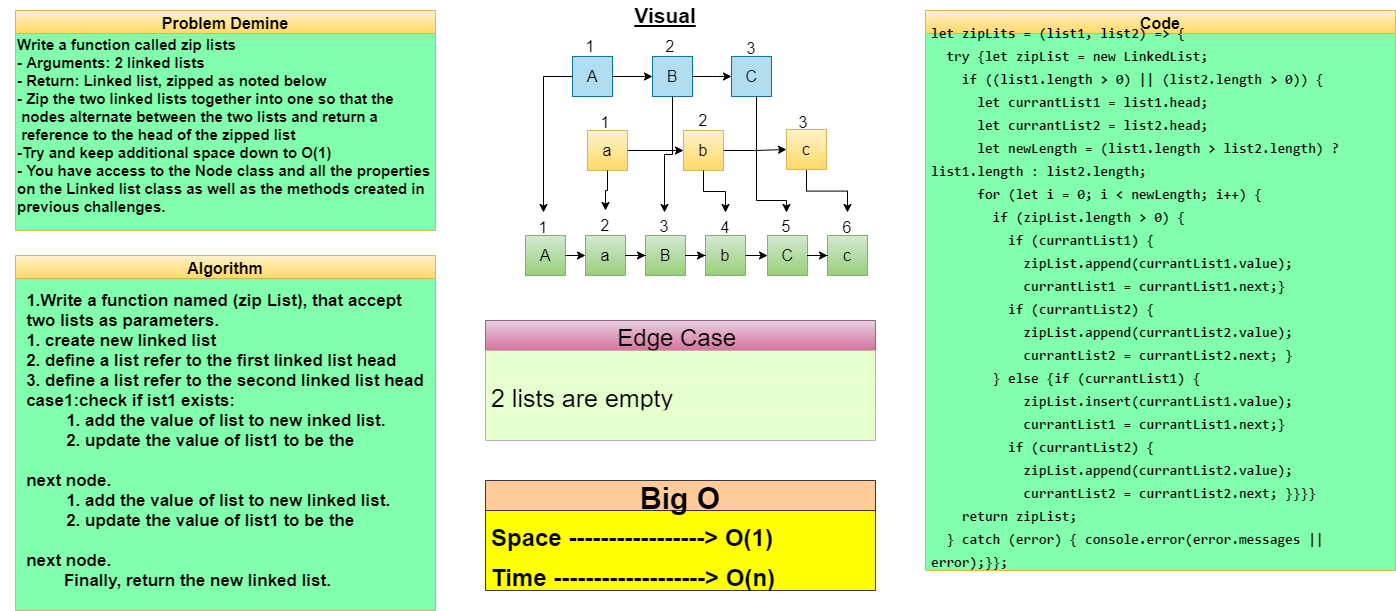 Problem Demine
Write a function called zip lists
- Arguments: 2 linked lists
- Return: Linked list, zipped as noted below
- Zip the two linked lists together into one so that the
nodes alternate between the two lists and return a
reference to the head of the zipped list
-Try and keep additional space down to O(1)
- You have access to the Node class and all the properties
on the Linked list class as well as the methods created in
previous challenges.
Algorithm
1.Write a function named (zip List), that accept
two lists as parameters.
1. create new linked list
2. define a list refer to the first linked list head
3. define a list refer to the second linked list head
case1:check if ist1 exists:
1. add the value of list to new inked list.
2. update the value of list1 to be the
next node.
1. add the value of list to new linked list.
2. update the value of list1 to be the
next node.
Finally, return the new linked list.
Visual
1 2 3
A B C
1 2 3
a b c
1 2 3 4 5 6
A a B b C c
Edge Case
2 lists are empty
Big O
Space -----------------> O(1)
Time -------------------> O(n)
Code
let zipLits = (list1, list2) => {
try {let zipList = new LinkedList;
if ((list1.length > 0) || (list2.length > 0)) {
let currantList1 = list1.head;
let currantList2 = list2.head;
let newLength = (list1.length > list2.length) ?
list1.length : list2.length;
for (let i = 0; i < newLength; i++) {
if (zipList.length > 0) {
if (currantList1) {
zipList.append(currantList1.value);
currantList1 = currantList1.next;}
if (currantList2) {
zipList.append(currantList2.value);
currantList2 = currantList2.next; }
} else {if (currantList1) {
zipList.insert(currantList1.value);
currantList1 = currantList1.next;}
if (currantList2) {
zipList.append(currantList2.value);
currantList2 = currantList2.next; }}}}
return zipList;
} catch (error) { console.error(error.messages ||
error);}};